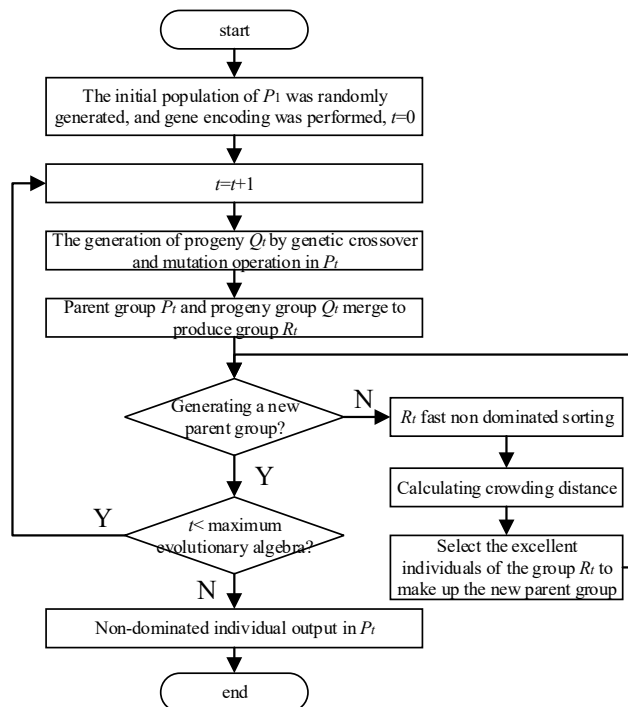 start
The initial population of P1 was randomly
generated, and gene encoding was performed, t=0
t=t+1
The generation of progeny Qt by genetic crossover
and mutation operation in Pt
Parent group Pt and progeny group Qt merge to
produce group Rt
Generating a new
parent group?
N
Rt fast non dominated sorting
Calculating crowding distance
Select the excellent
individuals of the group Rt to
make up the new parent group
Y
t< maximum
evolutionary algebra?
Y
N
Non-dominated individual output in Pt
end